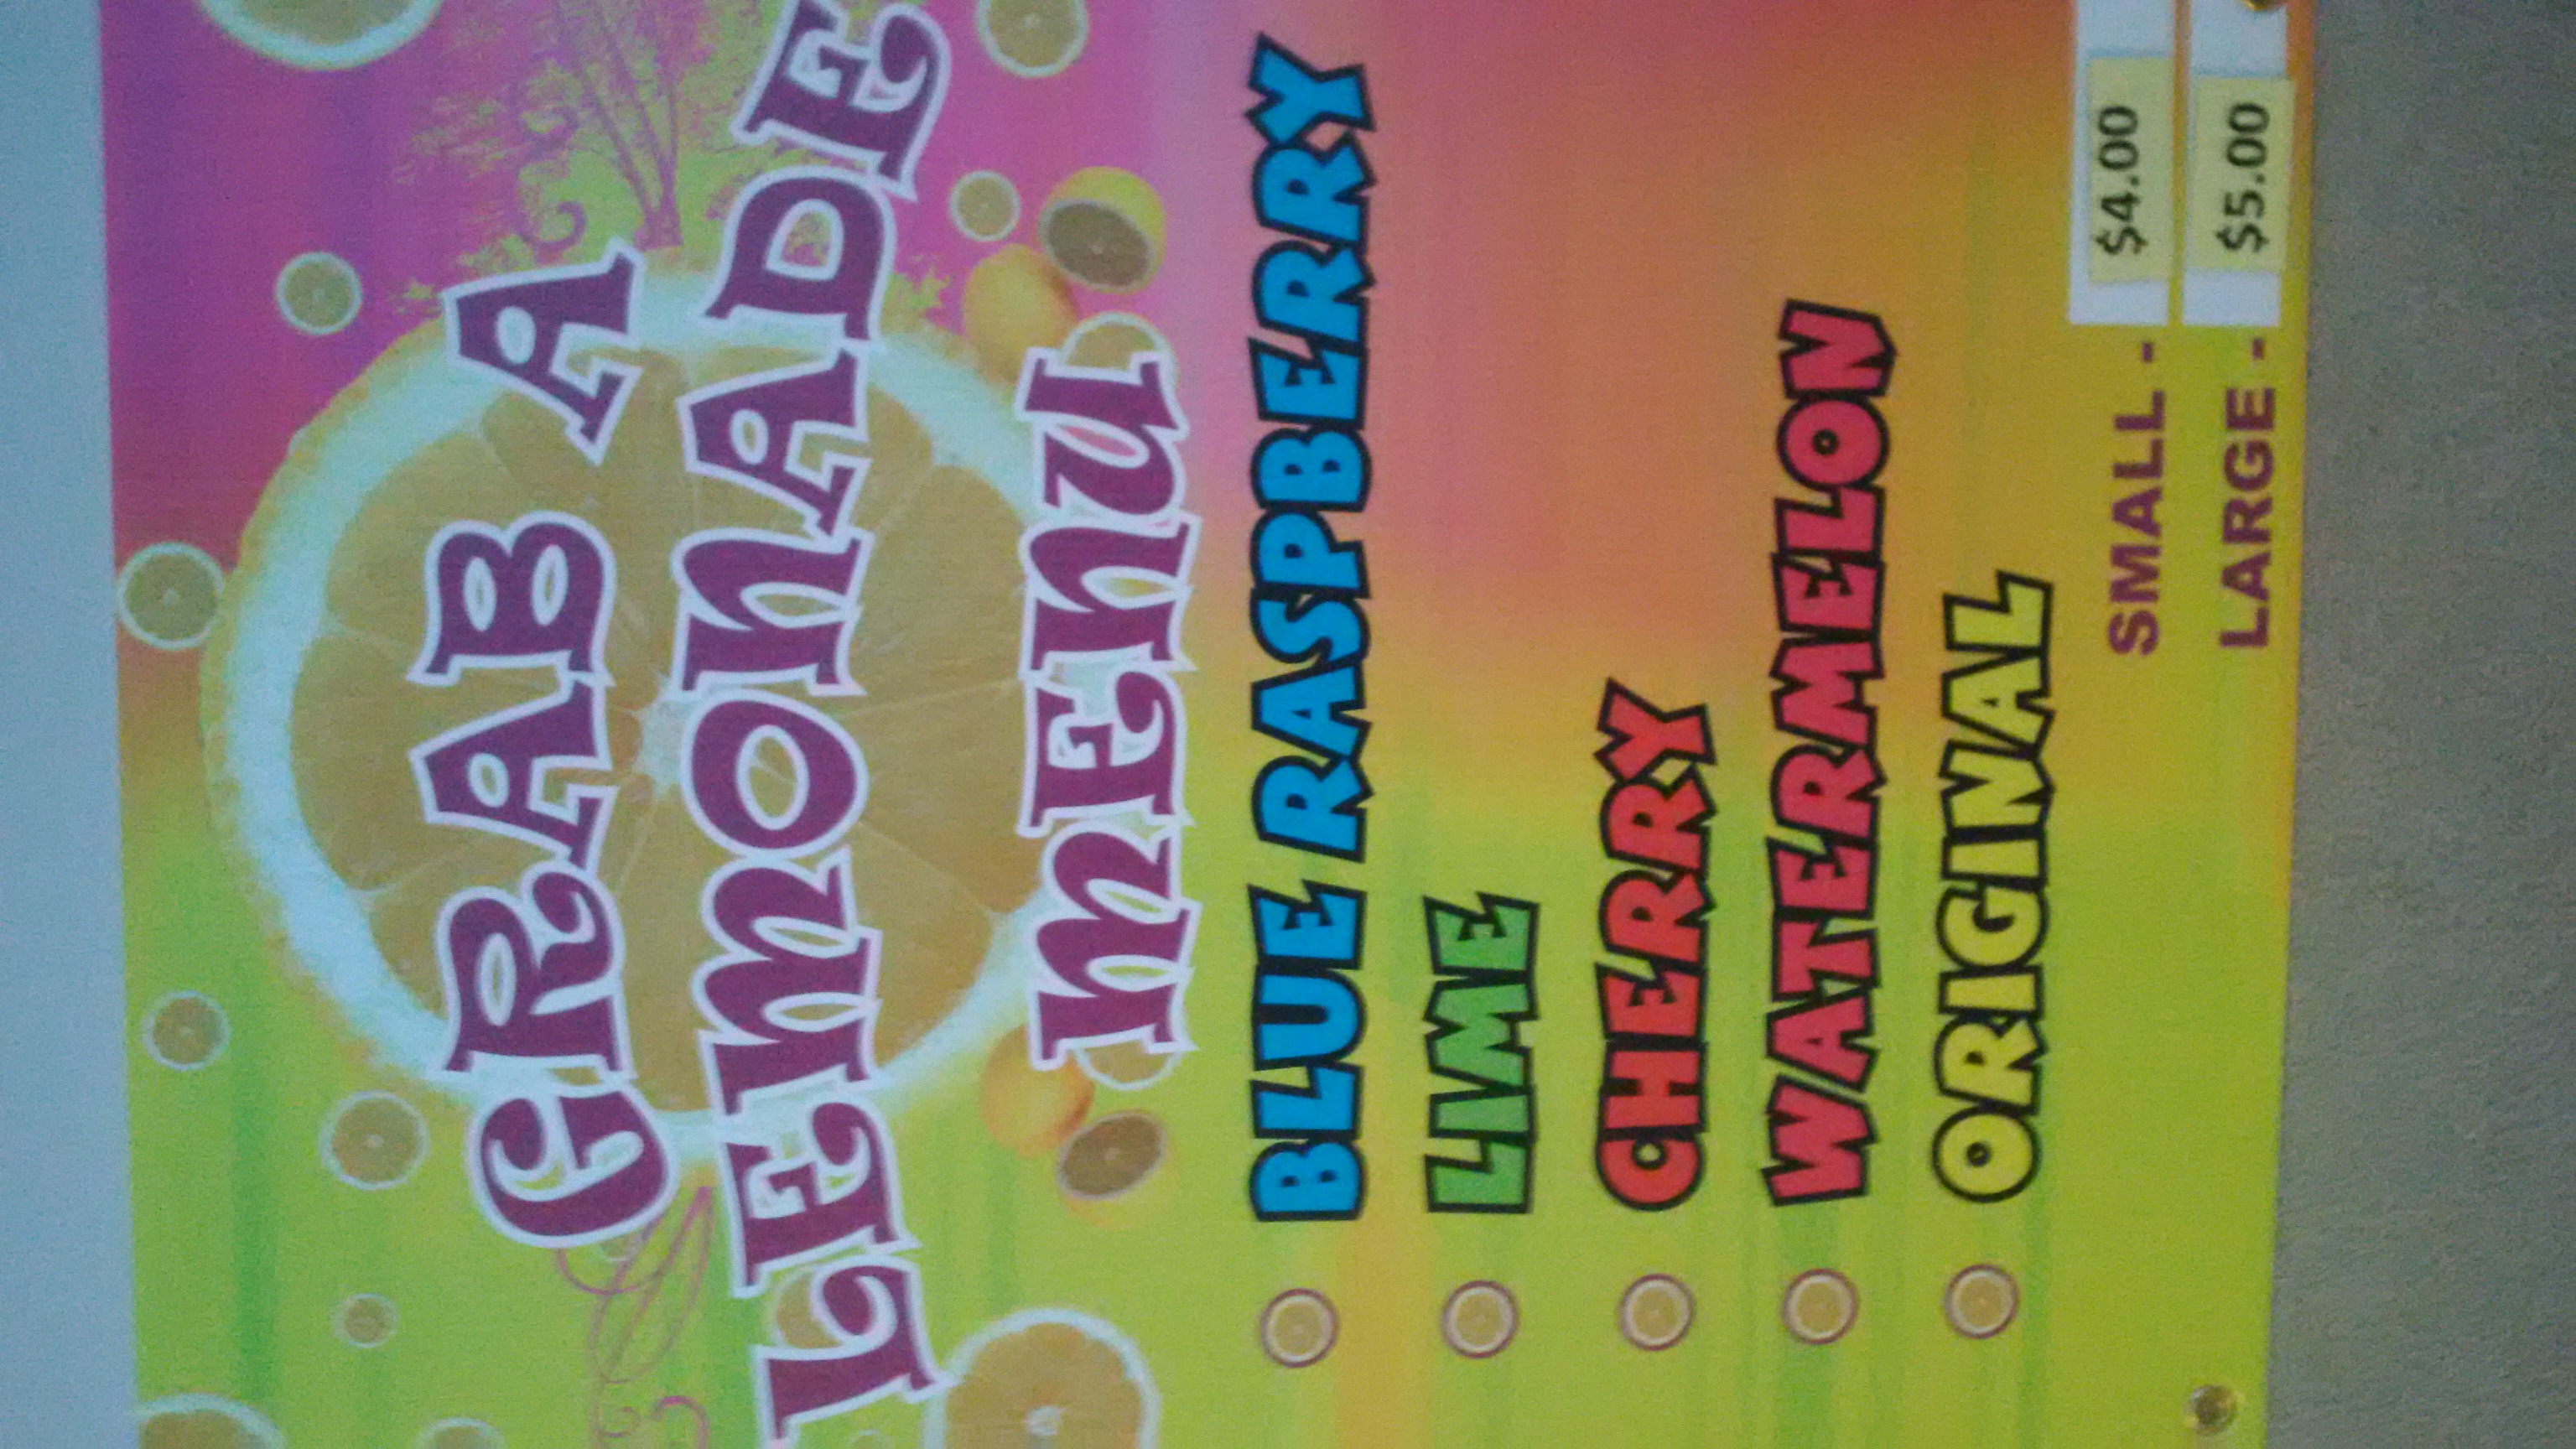 GRAB A
LEMONADE
MENU
BLUE RASPBERRY
LIME
CHERRY
WATERMELON
ORIGINAL
SMALL - $4.00
LARGE - $5.00